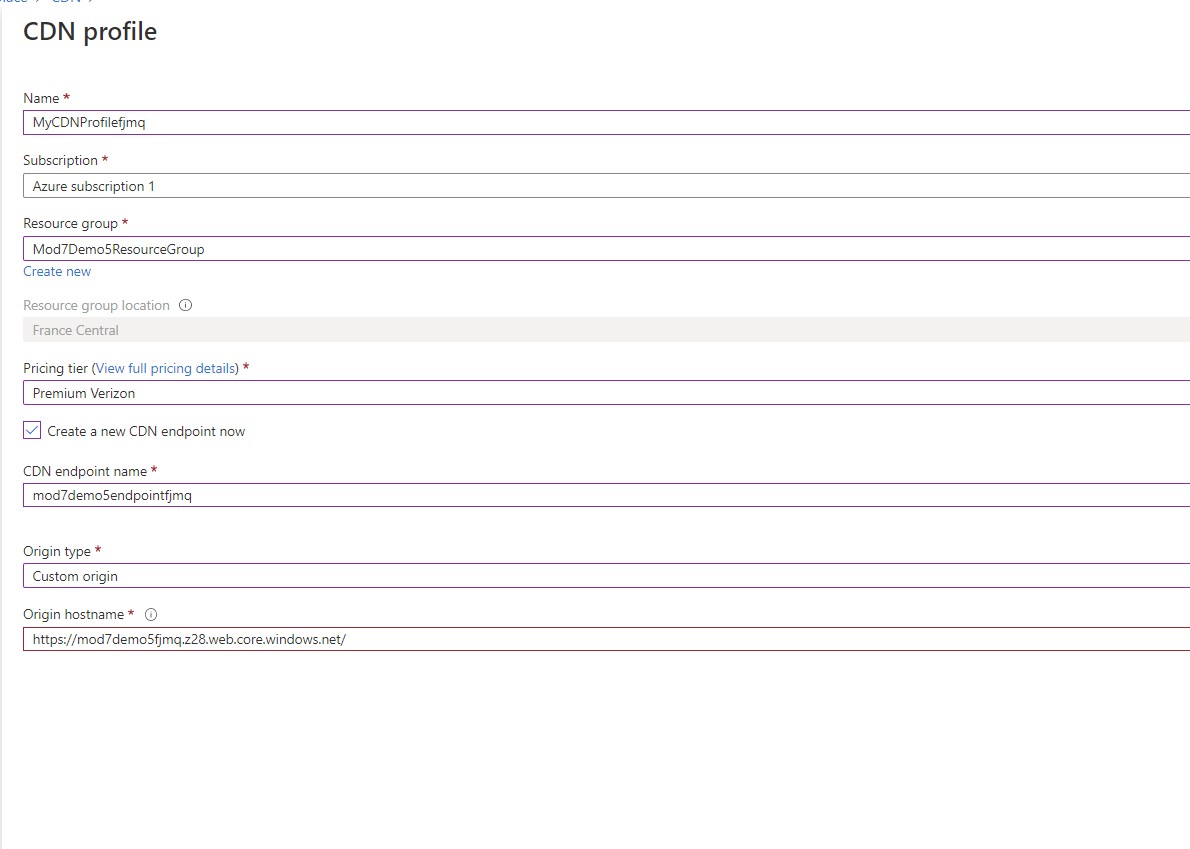 CDN
CDN profile
Name *
MyCDNProfilefjmq
Subscription *
Azure subscription 1
Resource group *
Mod7Demo5ResourceGroup
Create new
Resource group location
France Central
Pricing tier (View full pricing details) *
Premium Verizon
Create a new CDN endpoint now
CDN endpoint name *
mod7demo5endpointfjmq
Origin type *
Custom origin
Origin hostname *
https://mod7demo5fjmq.z28.web.core.windows.net/